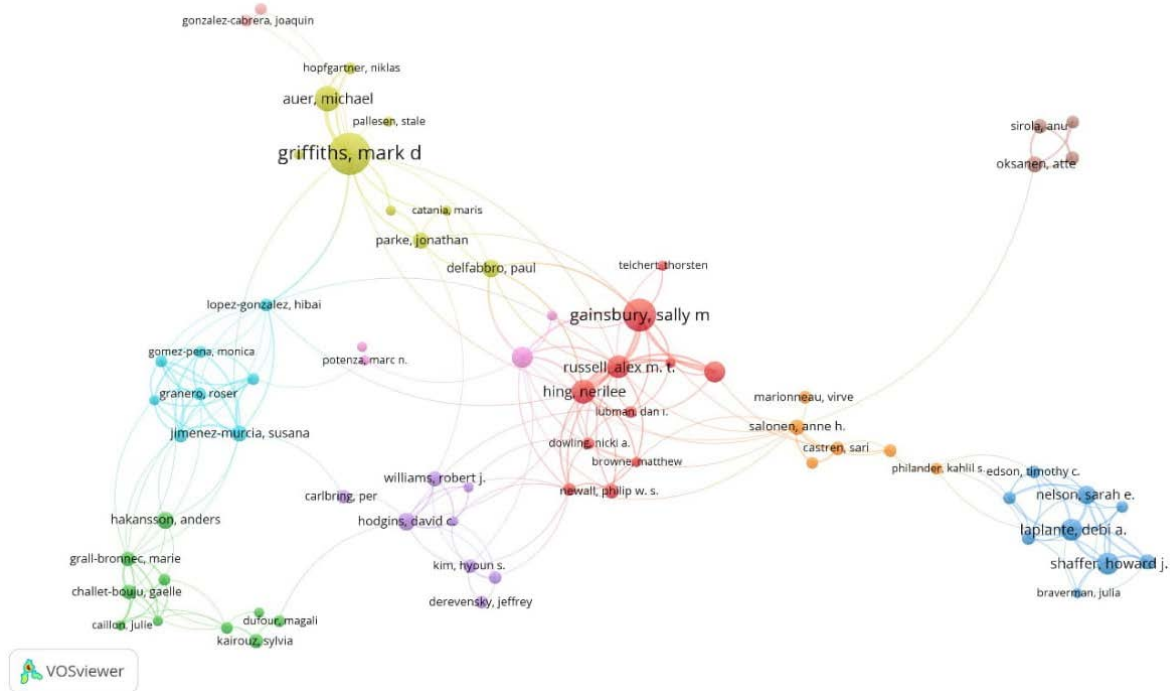 gonzalez-cabrera, joaquin
hopfgartner, niklas
auer, michael
pallesen, stale
griffiths, mark d
sirola, anu
oksanen, atte
catania, maris
parke, jonathan
delfabbro, paul
teichert, thorsten
lopez-gonzalez, hibai
gainsbury, sally m
gomez-pena, monica
potenza, marc n.
russell, alex m. t.
granero, roser
hing, nerilee
marionneau, virve
lubman, dan i.
jimenez-murcia, susana
salonen, anne h.
dowling, nicki a.
castren, sari
browne, matthew
philander, kahlil s.
edson, timothy c.
williams, robert j.
newall, philip w. s.
carlbring, per
nelson, sarah e.
hakansson, anders
hodgins, david c.
laplante, debi a.
grall-bronnec, marie
kim, hyoun s.
shaffer, howard j.
challet-bouju, gaelle
braverman, julia
derevensky, jeffrey
caillon, julie
dufour, magali
kairouz, sylvia
VOSviewer